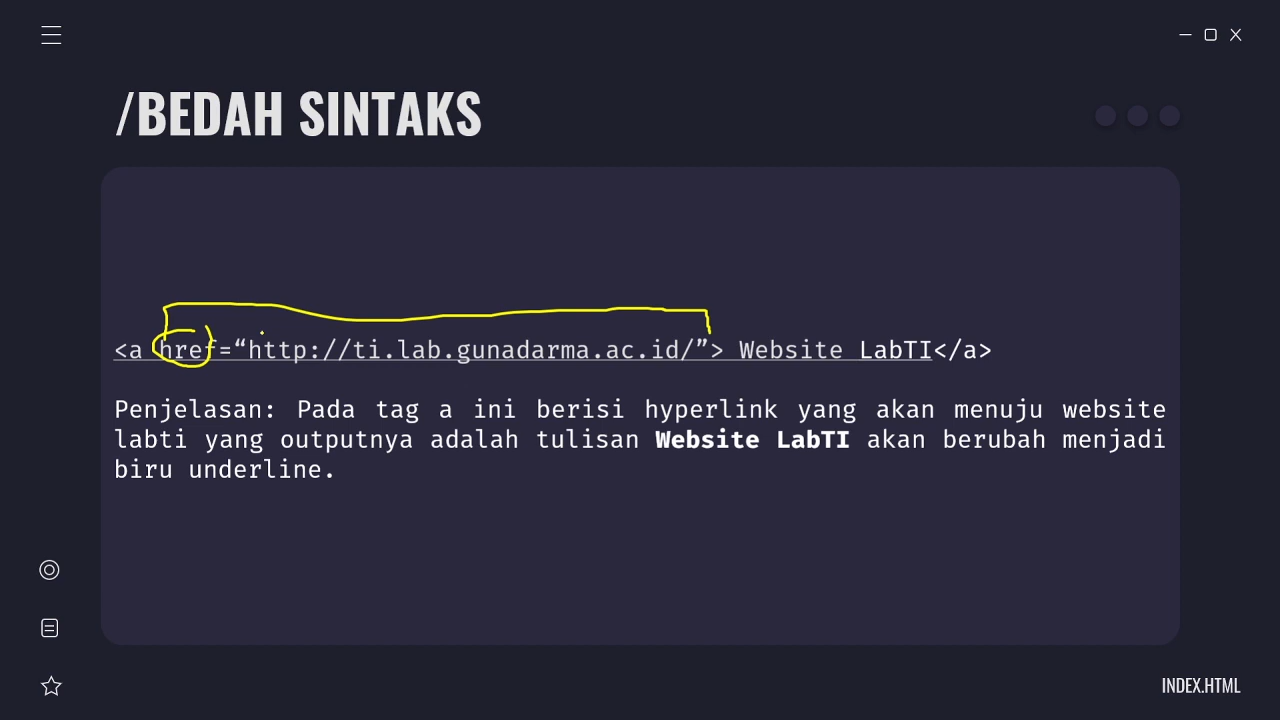 /BEDAH SINTAKS
<a href=“http://ti.lab.gunadarma.ac.id/”> Website LabTI</a>
Penjelasan: Pada tag a ini berisi hyperlink yang akan menuju website
labti yang outputnya adalah tulisan Website LabTI akan berubah menjadi
biru underline.
INDEX.HTML